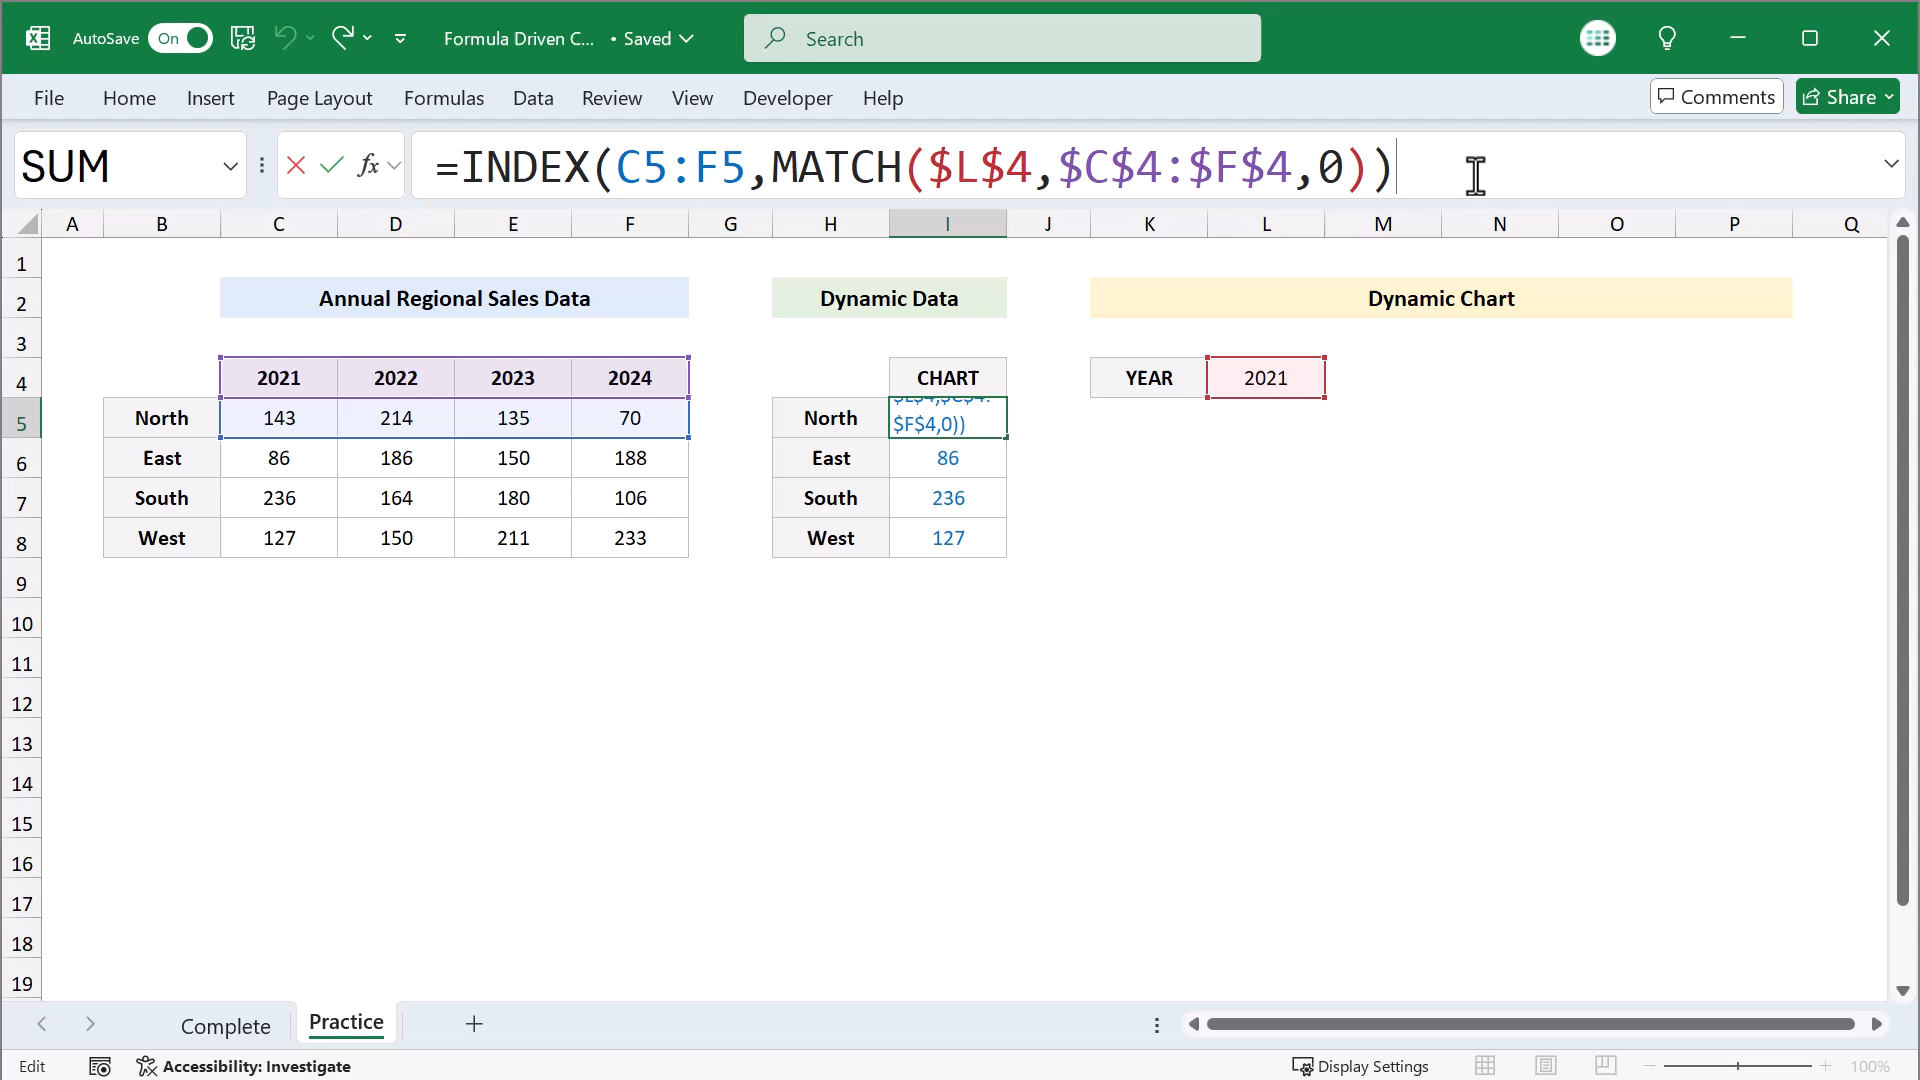 AutoSave On Formula Driven C... • Saved Search
File Home Insert Page Layout Formulas Data Review View Developer Help Comments Share
SUM fx =INDEX(C5:F5,MATCH($L$4,$C$4:$F$4,0))
A B C D E F G H I J K L M N O P Q
1
2 Annual Regional Sales Data Dynamic Data Dynamic Chart
3
4 2021 2022 2023 2024 CHART YEAR 2021
$L$4,$C$4:
5 North 143 214 135 70 North $F$4,0))
6 East 86 186 150 188 East 86
7 South 236 164 180 106 South 236
8 West 127 150 211 233 West 127
9
10
11
12
13
14
15
16
17
18
19
Complete Practice
Edit Accessibility: Investigate Display Settings 100%